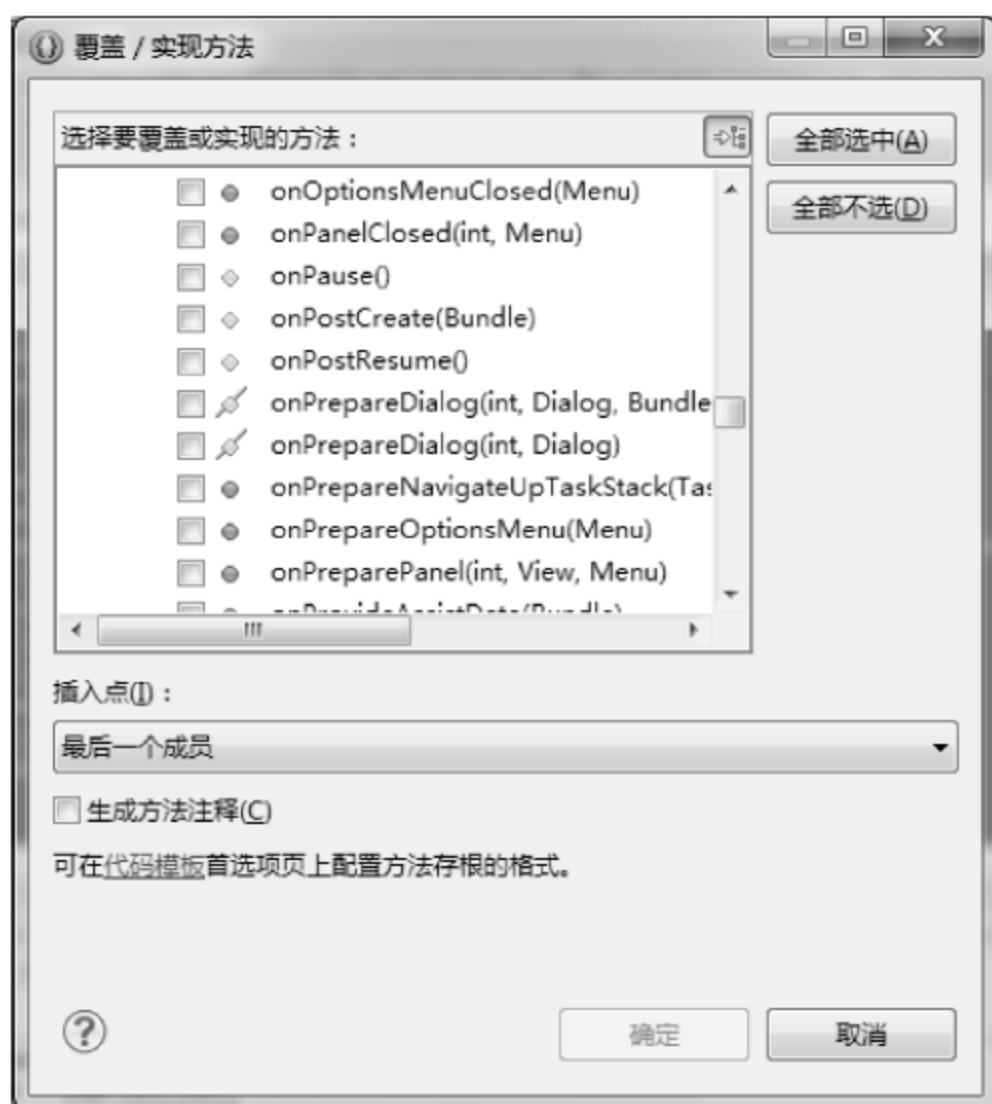 覆盖 / 实现方法
选择要覆盖或实现的方法：
全部选中(A)
全部不选(D)
onOptionsMenuClosed(Menu)
onPanelClosed(int, Menu)
onPause()
onPostCreate(Bundle)
onPostResume()
onPrepareDialog(int, Dialog, Bundle
onPrepareDialog(int, Dialog)
onPrepareNavigateUpTaskStack(Tas
onPrepareOptionsMenu(Menu)
onPreparePanel(int, View, Menu)
onProvideAssistData(Bundle)
插入点(I)：
最后一个成员
生成方法注释(C)
可在代码模板首选项页上配置方法存根的格式。
确定
取消